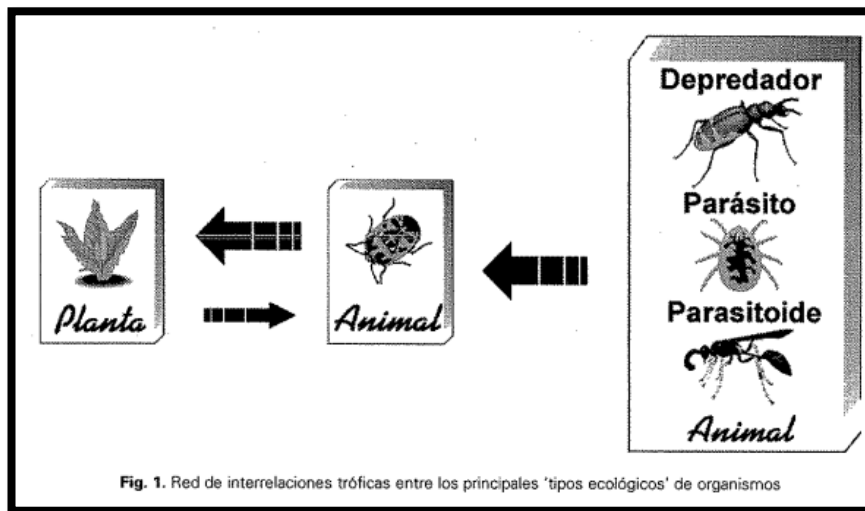 Depredador
Parásito
Parasitoide
Animal
Planta
Animal
Fig. 1. Red de interrelaciones tróficas entre los principales 'tipos ecológicos' de organismos